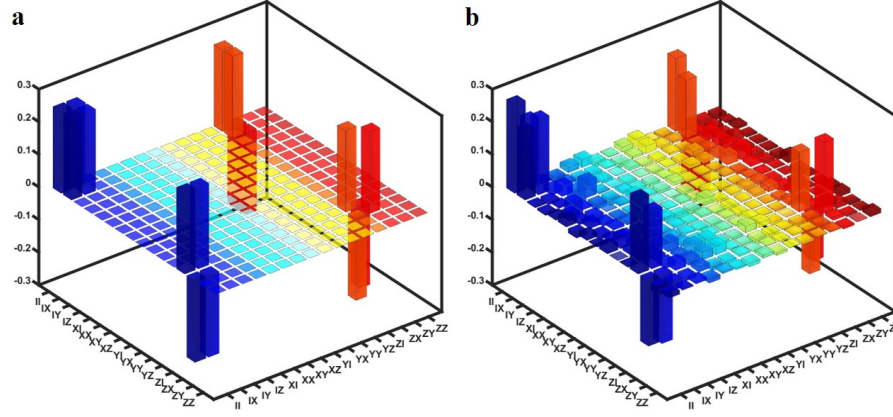 a
b
0.3
0.2
0.1
0
-0.1
-0.2
-0.3
II
IX
IY
IZ
XI
XX
XY
XZ
YI
YX
YY
YZ
ZI
ZX
ZY
ZZ
II
IX
IY
IZ
XI
XX
XY
XZ
YI
YX
YY
YZ
ZI
ZX
ZY
ZZ
0.3
0.2
0.1
0
-0.1
-0.2
-0.3
II
IX
IY
IZ
XI
XX
XY
XZ
YI
YX
YY
YZ
ZI
ZX
ZY
ZZ
II
IX
IY
IZ
XI
XX
XY
XZ
YI
YX
YY
YZ
ZI
ZX
ZY